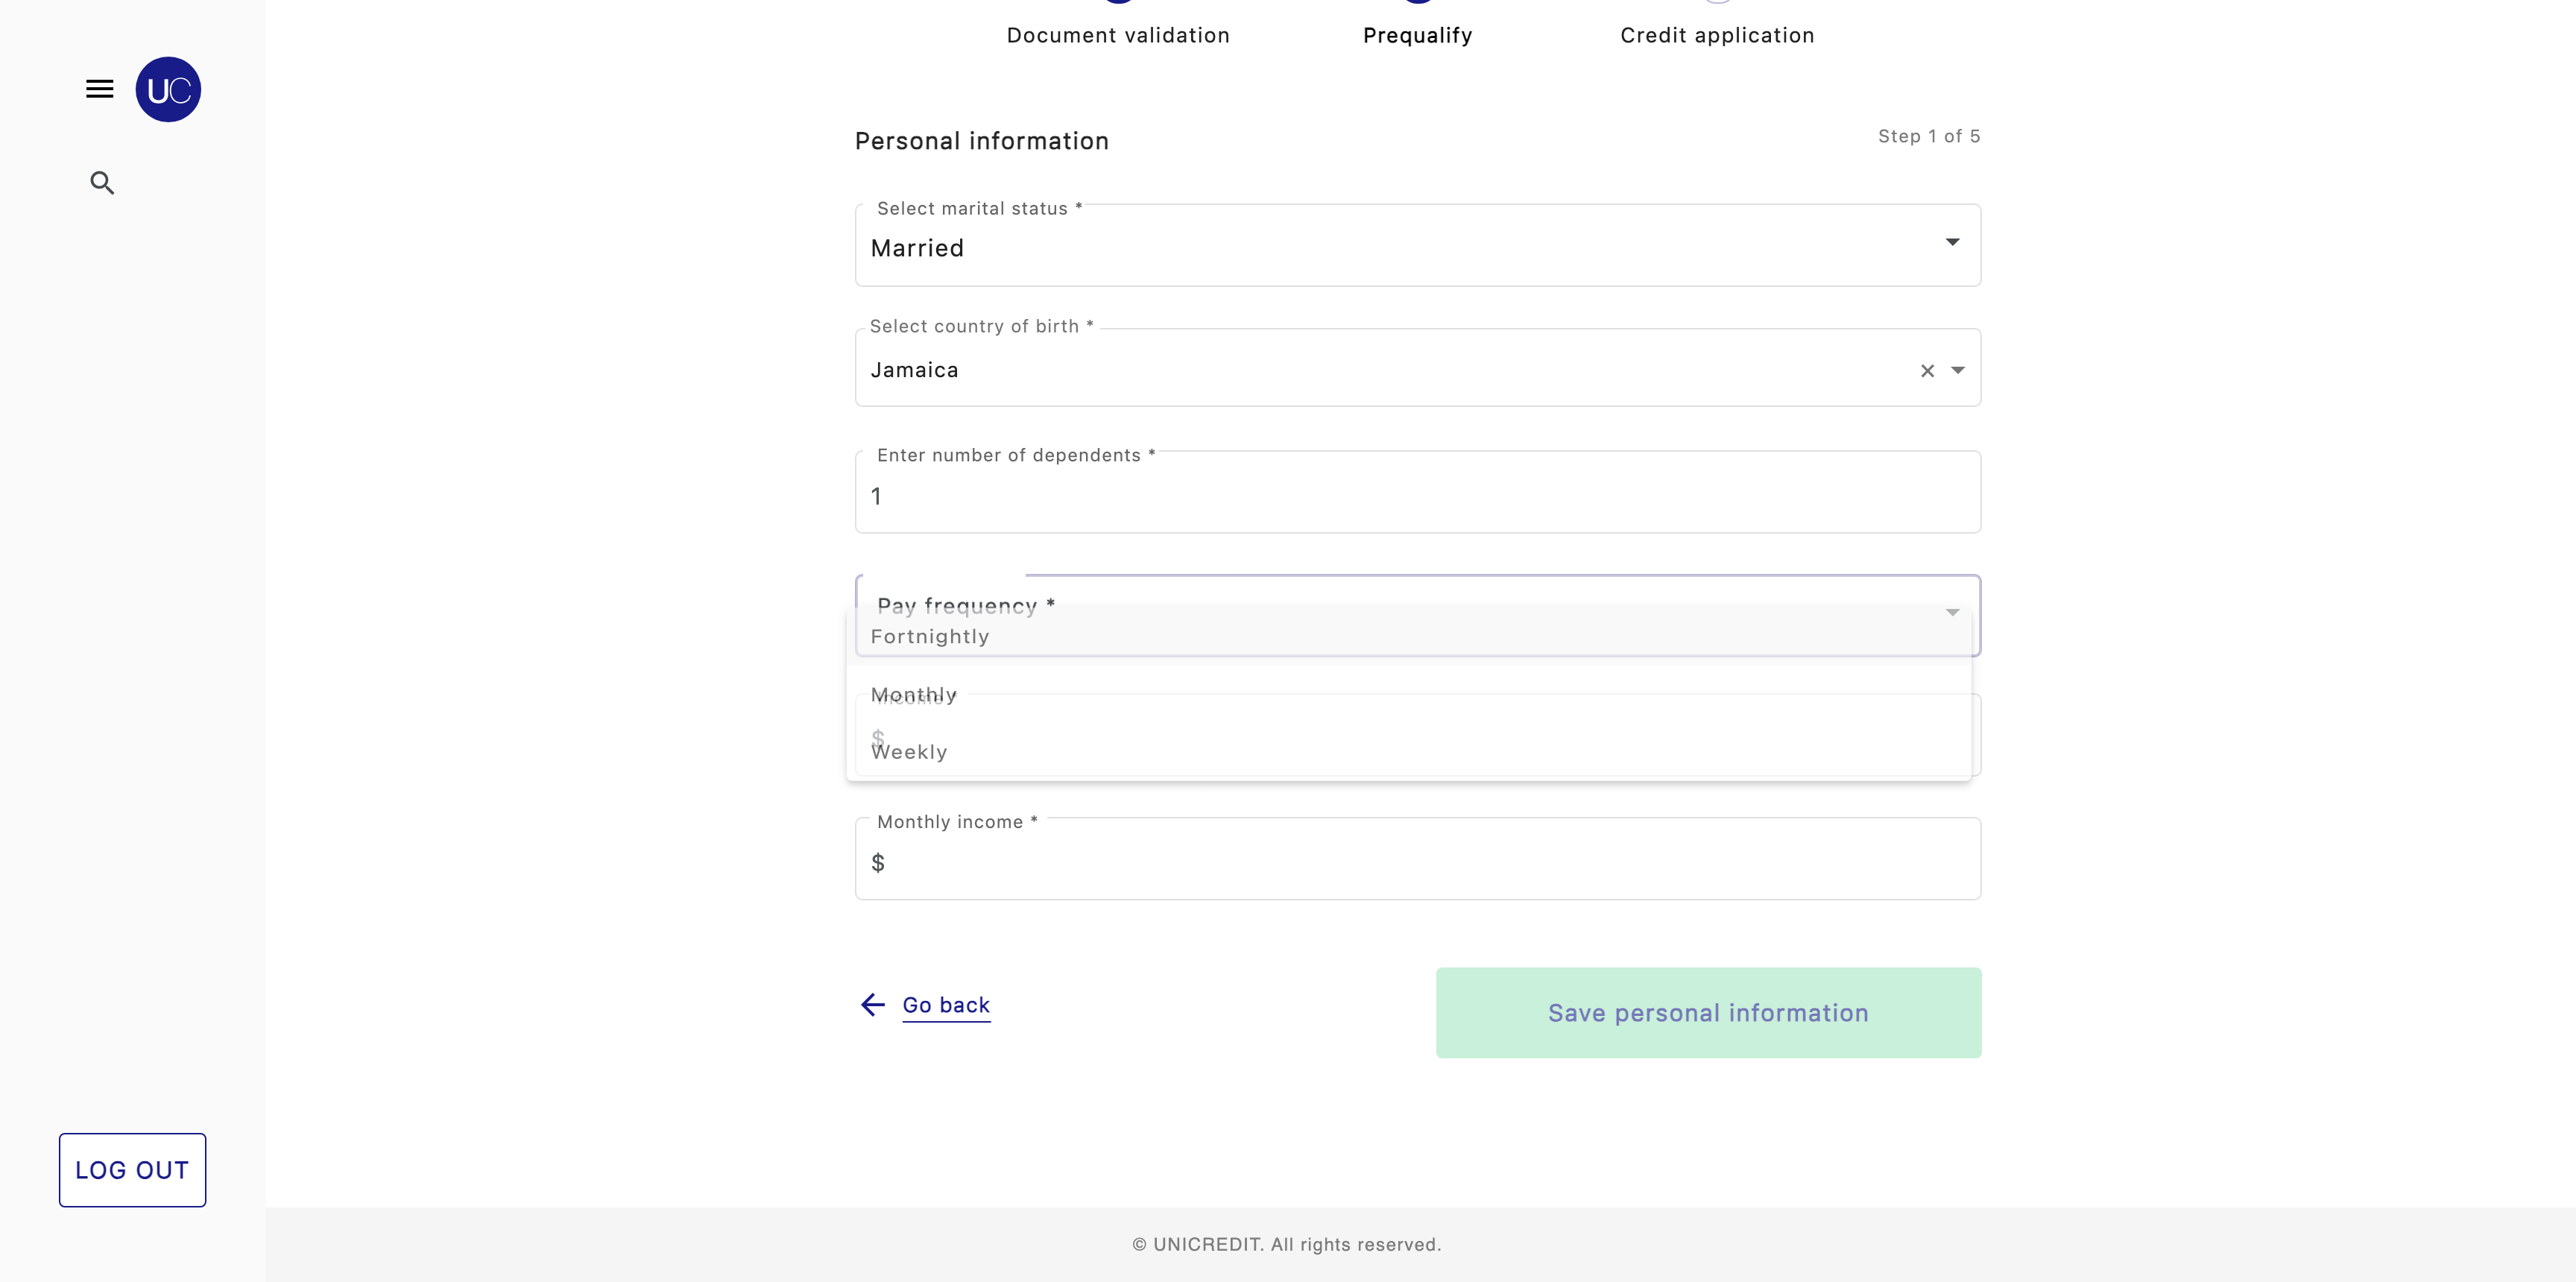 Document validation Prequalify Credit application
UC
Personal information Step 1 of 5
Select marital status *
Married
Select country of birth *
Jamaica
Enter number of dependents *
1
Pay frequency *
Fortnightly
Monthly
Income *
$
Weekly
Monthly income *
$
Go back Save personal information
LOG OUT
© UNICREDIT. All rights reserved.